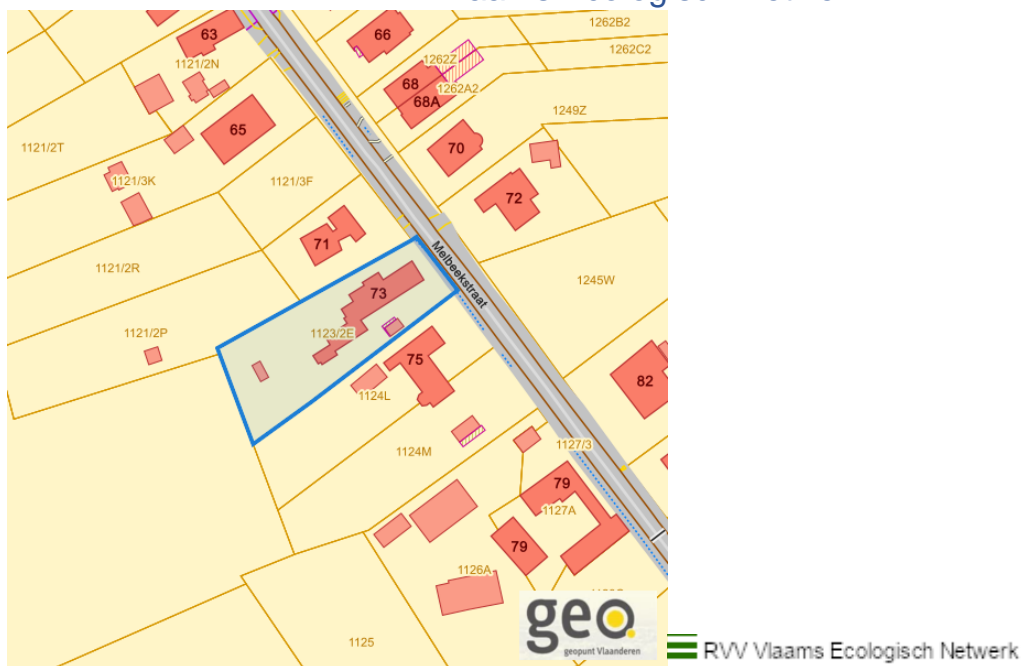 63
66
1262B2
1262C2
1121/2N
1262Z
68
1262A2
68A
1249Z
65
70
1121/2T
1121/3K
1121/3F
72
71
Melbeekstraat
1121/2R
1245W
73
1121/2P
1123/2E
75
82
1124L
1124M
1127/3
79
1127A
79
1126A
1125
geo
geopunt Vlaanderen
RVV Vlaams Ecologisch Netwerk